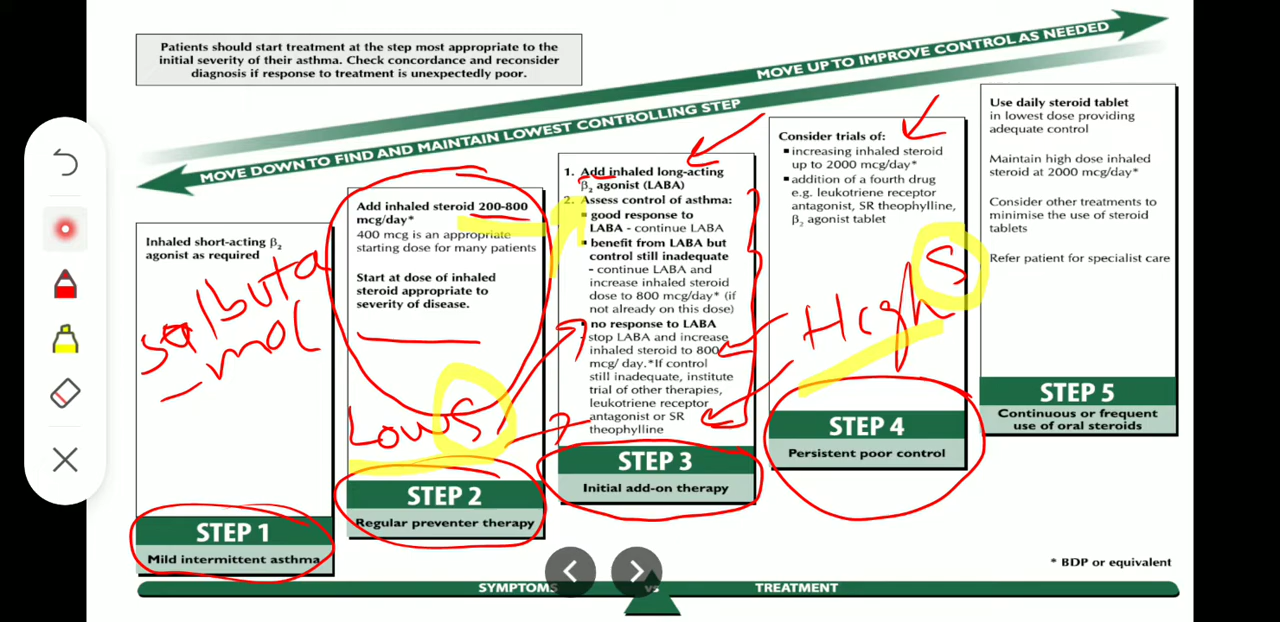 Patients should start treatment at the step most appropriate to the
initial severity of their asthma. Check concordance and reconsider
diagnosis if response to treatment is unexpectedly poor.
MOVE UP TO IMPROVE CONTROL AS NEEDED
MOVE DOWN TO FIND AND MAINTAIN LOWEST CONTROLLING STEP
Inhaled short-acting β2
agonist as required
salbuta
-mol
STEP 1
Mild intermittent asthma
Add inhaled steroid 200-800
mcg/day*
400 mcg is an appropriate
starting dose for many patients
Start at dose of inhaled
steroid appropriate to
severity of disease.
Low S
STEP 2
Regular preventer therapy
1. Add inhaled long-acting
β2 agonist (LABA)
2. Assess control of asthma:
▪ good response to
LABA - continue LABA
▪ benefit from LABA but
control still inadequate
- continue LABA and
increase inhaled steroid
dose to 800 mcg/day* (if
not already on this dose)
▪ no response to LABA
- stop LABA and increase
inhaled steroid to 800
mcg/ day.*If control
still inadequate, institute
trial of other therapies,
leukotriene receptor
antagonist or SR
theophylline
STEP 3
Initial add-on therapy
Consider trials of:
▪ increasing inhaled steroid
up to 2000 mcg/day*
▪ addition of a fourth drug
e.g. leukotriene receptor
antagonist, SR theophylline,
β2 agonist tablet
High S
STEP 4
Persistent poor control
Use daily steroid tablet
in lowest dose providing
adequate control
Maintain high dose inhaled
steroid at 2000 mcg/day*
Consider other treatments to
minimise the use of steroid
tablets
Refer patient for specialist care
STEP 5
Continuous or frequent
use of oral steroids
* BDP or equivalent
SYMPTOMS vs TREATMENT